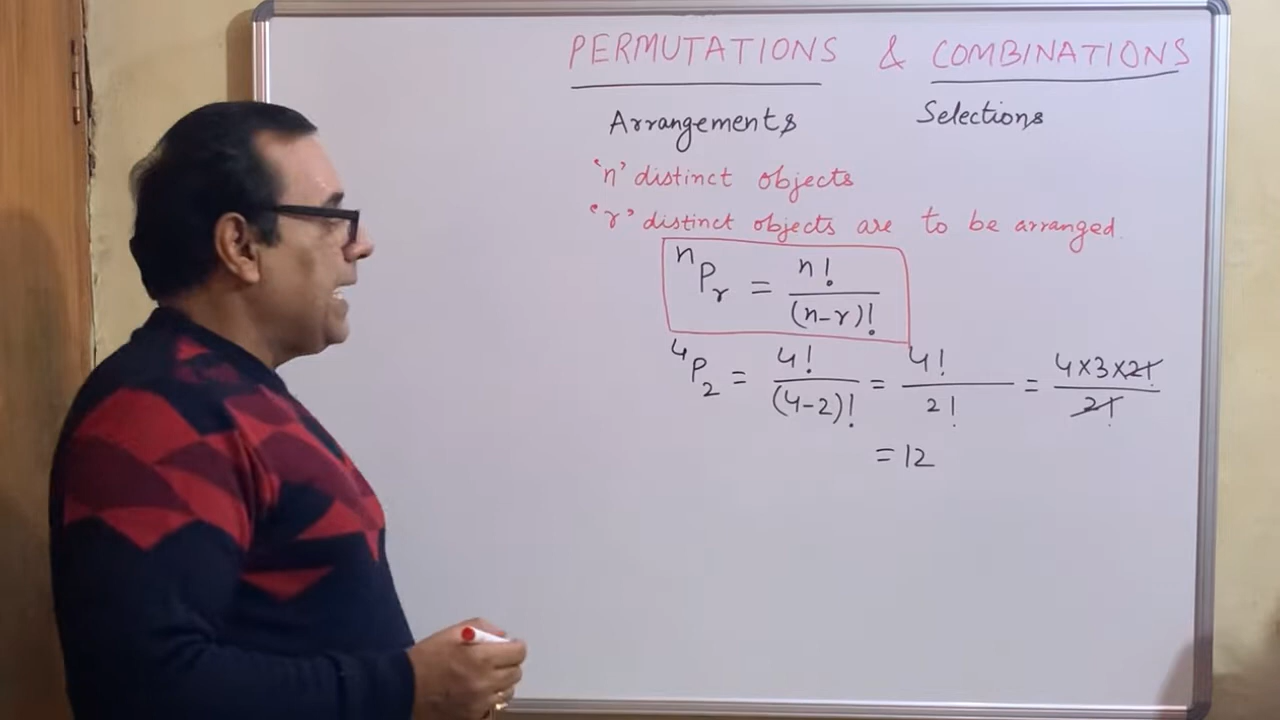 PERMUTATIONS & COMBINATIONS
Arrangements Selections
'n' distinct objects
'r' distinct objects are to be arranged.
ⁿPᵣ = n! / (n-r)!
⁴P₂ = 4! / (4-2)! = 4! / 2! = 4×3×2! / 2!
= 12